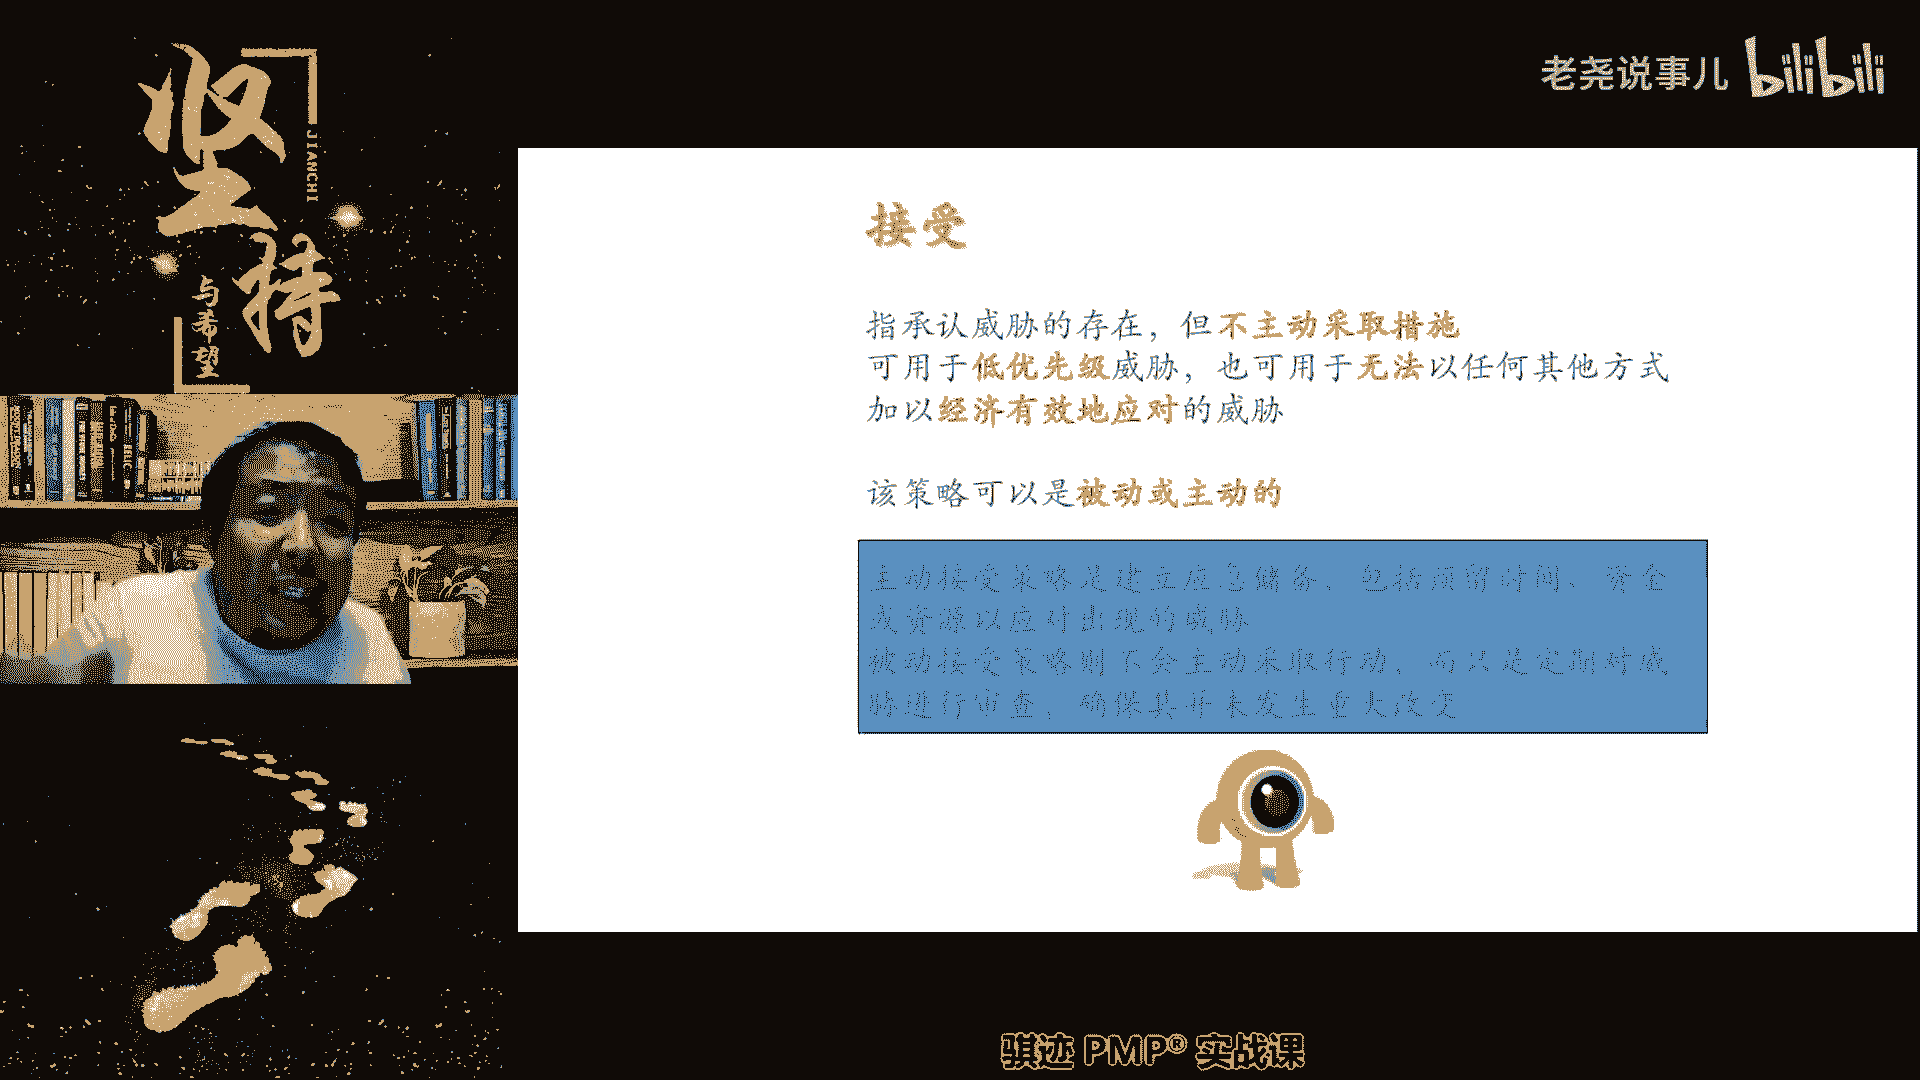 坚持
JIANCHI
与希望
老尧说事儿 bilibili
接受
指承认威胁的存在，但不主动采取措施
可用于低优先级威胁，也可用于无法以任何其他方式
加以经济有效地应对的威胁
该策略可以是被动或主动的
主动接受策略是建立应急储备，包括预留时间、资金
或资源以应对出现的威胁
被动接受策略则不会主动采取行动，而只是定期对威
胁进行审查，确保其并未发生重大改变
骐迹 PMP® 实战课